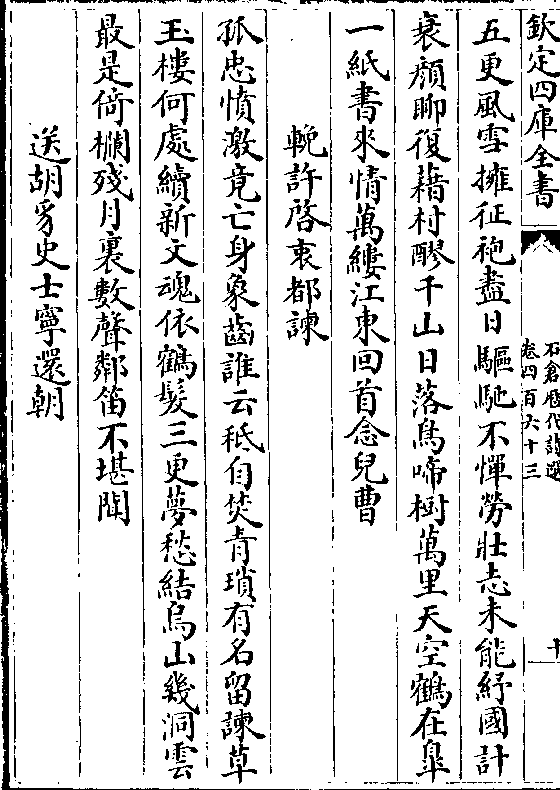 欽定四庫全書
石倉歷代詩選
卷四百六十三
十
五更風雪擁征袍盡日驅馳不憚勞壯志未能紓國計
衰顔聊復藉村醪千山日落鳥啼樹萬里天空鶴在臯
一紙書來情萬縷江東回首念兒曹
輓許啓衷都諫
孤忠憤激竟亡身象齒誰云秪自焚青瑣有名留諫草
玉樓何處續新文魂依鶴髮三更夢愁結烏山幾洞雲
最是倚欄殘月裏數聲鄰笛不堪聞
送胡豸史士寧還朝